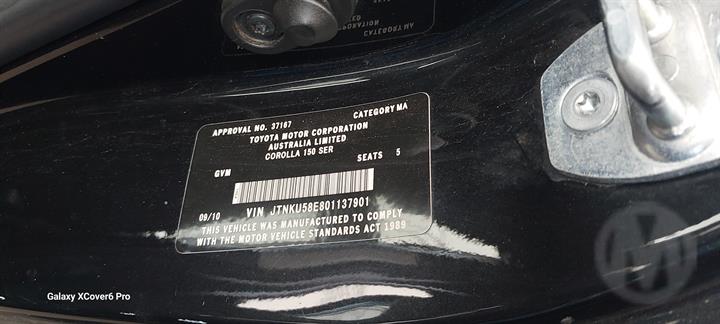 APPROVAL NO. 37167 CATEGORY MA
TOYOTA MOTOR CORPORATION
AUSTRALIA LIMITED
COROLLA 150 SER
GVM SEATS 5
09/10 VIN JTNKU58E801137901
THIS VEHICLE WAS MANUFACTURED TO COMPLY
WITH THE MOTOR VEHICLE STANDARDS ACT 1989
Galaxy XCover6 Pro
M